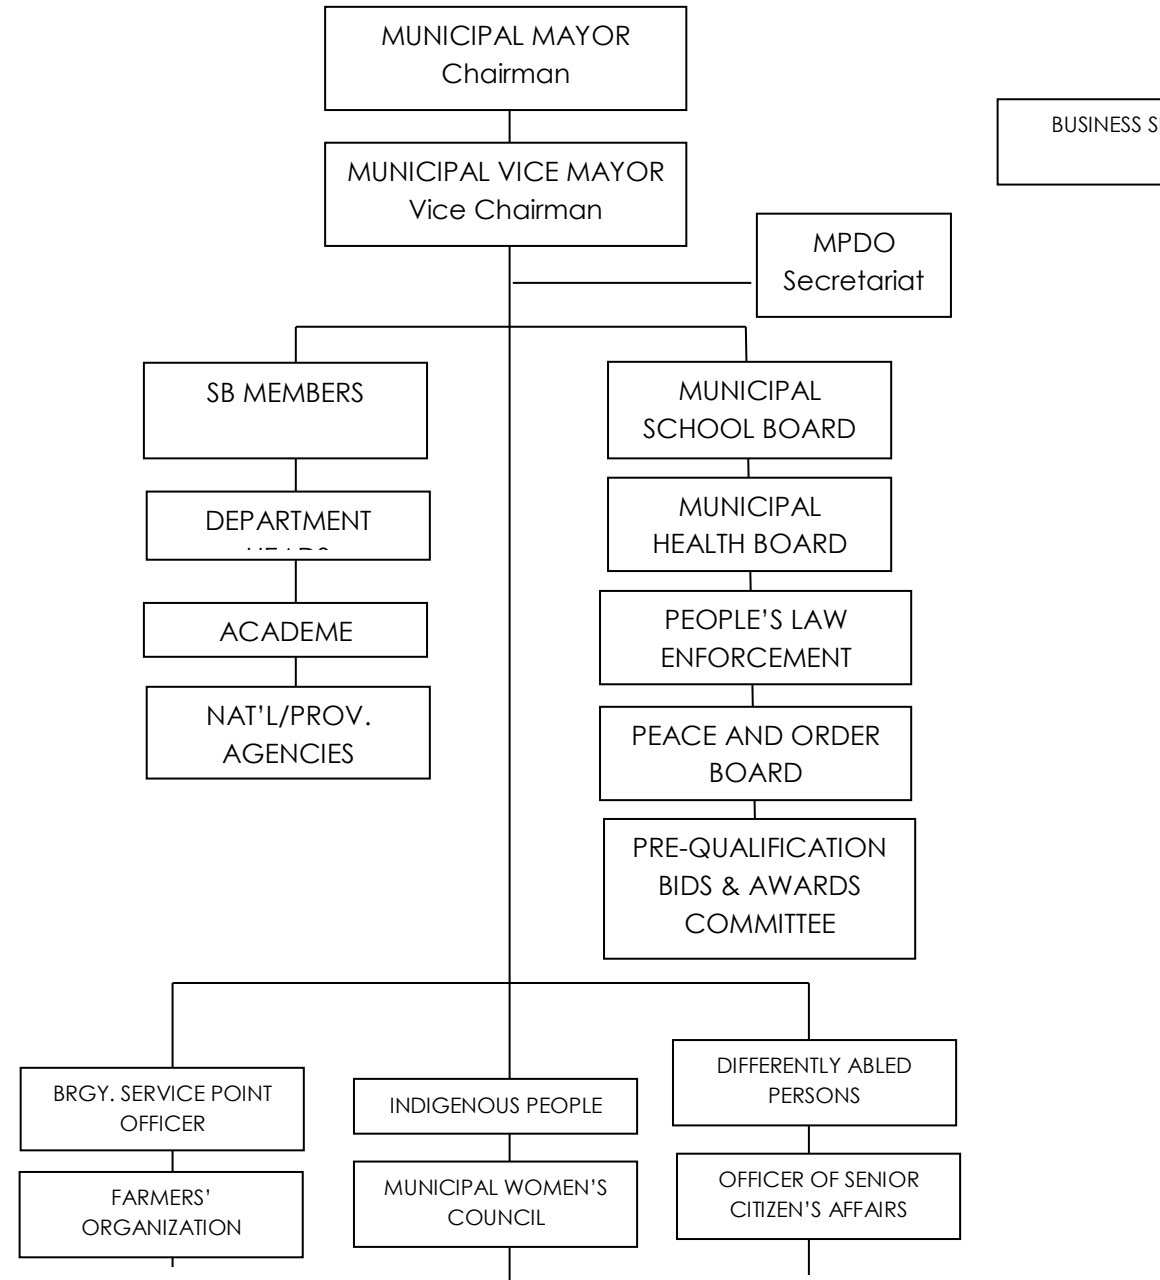 MUNICIPAL MAYOR
Chairman
BUSINESS
MUNICIPAL VICE MAYOR
Vice Chairman
MPDO
Secretariat
SB MEMBERS
MUNICIPAL
SCHOOL BOARD
DEPARTMENT
MUNICIPAL
HEALTH BOARD
ACADEME
PEOPLE’S LAW
ENFORCEMENT
NAT’L/PROV.
AGENCIES
PEACE AND ORDER
BOARD
PRE-QUALIFICATION
BIDS & AWARDS
COMMITTEE
BRGY. SERVICE POINT
OFFICER
INDIGENOUS PEOPLE
DIFFERENTLY ABLED
PERSONS
FARMERS’
ORGANIZATION
MUNICIPAL WOMEN’S
COUNCIL
OFFICER OF SENIOR
CITIZEN’S AFFAIRS